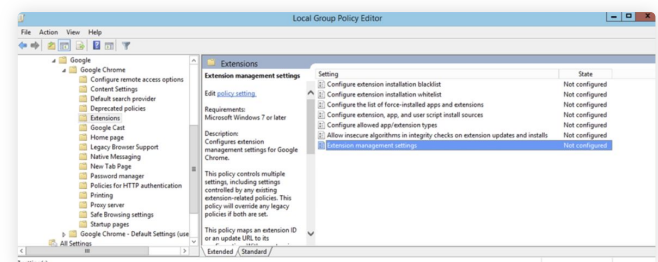 Local Group Policy Editor
File Action View Help
Google
Google Chrome
Configure remote access options
Content Settings
Default search provider
Deprecated policies
Extensions
Google Cast
Home page
Legacy Browser Support
Native Messaging
New Tab Page
Password manager
Policies for HTTP authentication
Printing
Proxy server
Safe Browsing settings
Startup pages
Google Chrome - Default Settings (use
All Settings
Extensions
Extension management settings
Edit policy setting
Requirements:
Microsoft Windows 7 or later
Description:
Configures extension
management settings for Google
Chrome.
This policy controls multiple
settings, including settings
controlled by any existing
extension-related policies. This
policy will override any legacy
policies if both are set.
This policy maps an extension ID
or an update URL to its
Setting State
Configure extension installation blacklist Not configured
Configure extension installation whitelist Not configured
Configure the list of force-installed apps and extensions Not configured
Configure extension, app, and user script install sources Not configured
Configure allowed app/extension types Not configured
Allow insecure algorithms in integrity checks on extension updates and installs Not configured
Extension management settings Not configured
Extended Standard